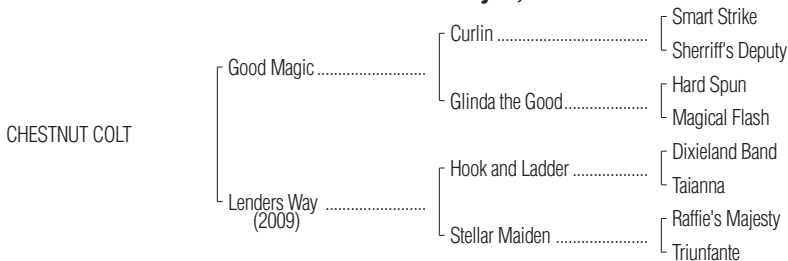 Smart Strike
Curlin
Sherriff's Deputy
Good Magic
Hard Spun
Glinda the Good
Magical Flash
CHESTNUT COLT
Dixieland Band
Hook and Ladder
Taianna
Lenders Way
(2009)
Raffie's Majesty
Stellar Maiden
Triunfante